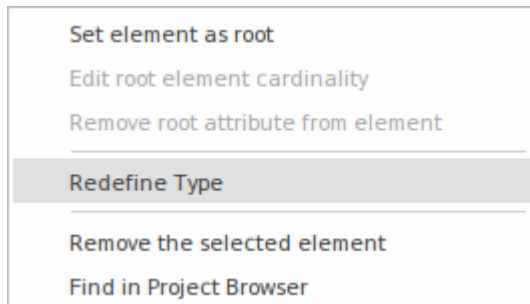 Set element as root
Edit root element cardinality
Remove root attribute from element
Redefine Type
Remove the selected element
Find in Project Browser